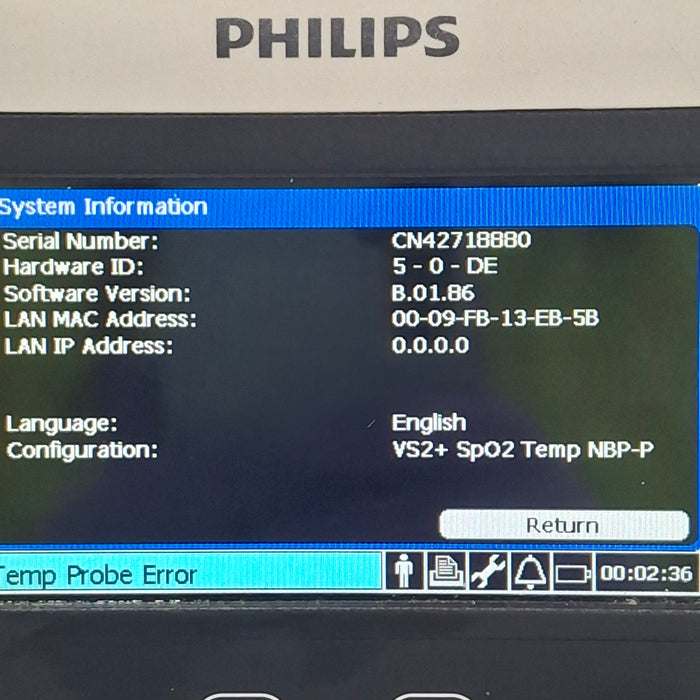 PHILIPS
System Information
Serial Number: CN42718880
Hardware ID: 5 - 0 - DE
Software Version: B.01.86
LAN MAC Address: 00-09-FB-13-EB-5B
LAN IP Address: 0.0.0.0
Language: English
Configuration: VS2+ SpO2 Temp NBP-P
Return
Temp Probe Error 00:02:36